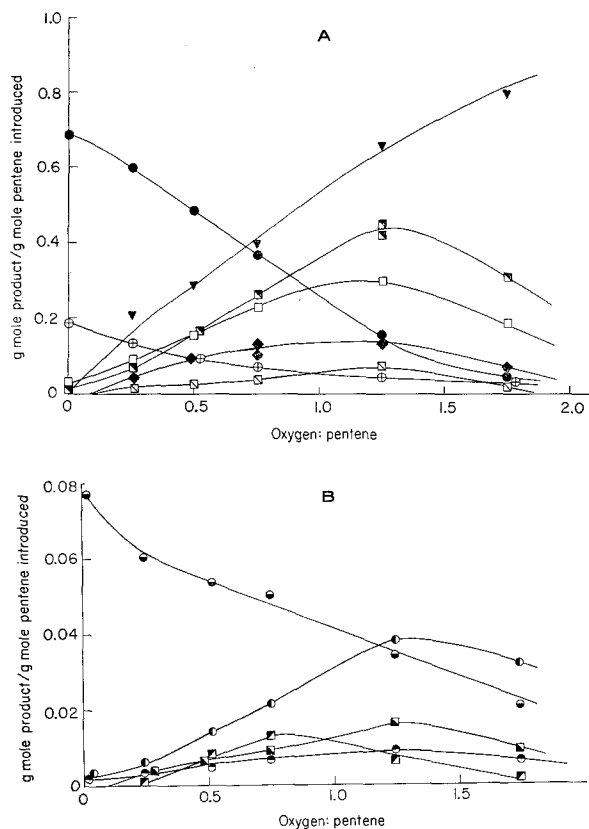 A
g mole product/g mole pentene introduced
1.0
0.8
0.6
0.4
0.2
0
0 0.5 1.0 1.5 2.0
Oxygen: pentene
B
g mole product/g mole pentene introduced
0.08
0.06
0.04
0.02
0
0 0.5 1.0 1.5
Oxygen: pentene